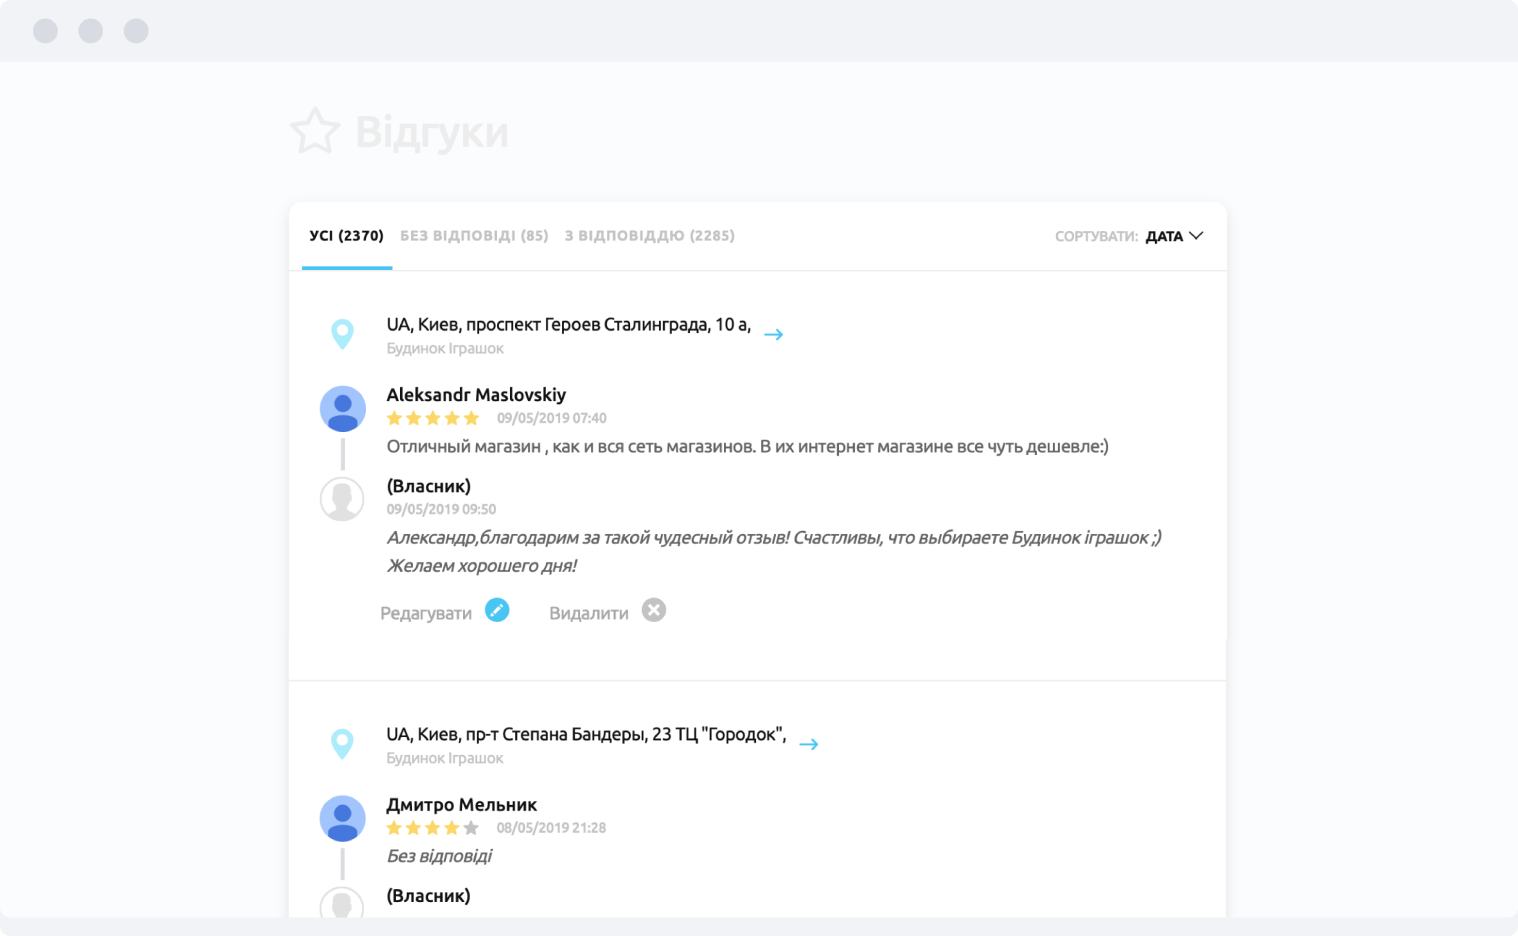 Відгуки
УСІ (2370) БЕЗ ВІДПОВІДІ (85) З ВІДПОВІДДЮ (2285) СОРТУВАТИ: ДАТА
UA, Киев, проспект Героев Сталинграда, 10 а,
Будинок Іграшок
Aleksandr Maslovskiy
09/05/2019 07:40
Отличный магазин , как и вся сеть магазинов. В их интернет магазине все чуть дешевле:)
(Власник)
09/05/2019 09:50
Александр,благодарим за такой чудесный отзыв! Счастливы, что выбираете Будинок іграшок ;)
Желаем хорошего дня!
Редагувати Видалити
UA, Киев, пр-т Степана Бандеры, 23 ТЦ "Городок",
Будинок Іграшок
Дмитро Мельник
08/05/2019 21:28
Без відповіді
(Власник)